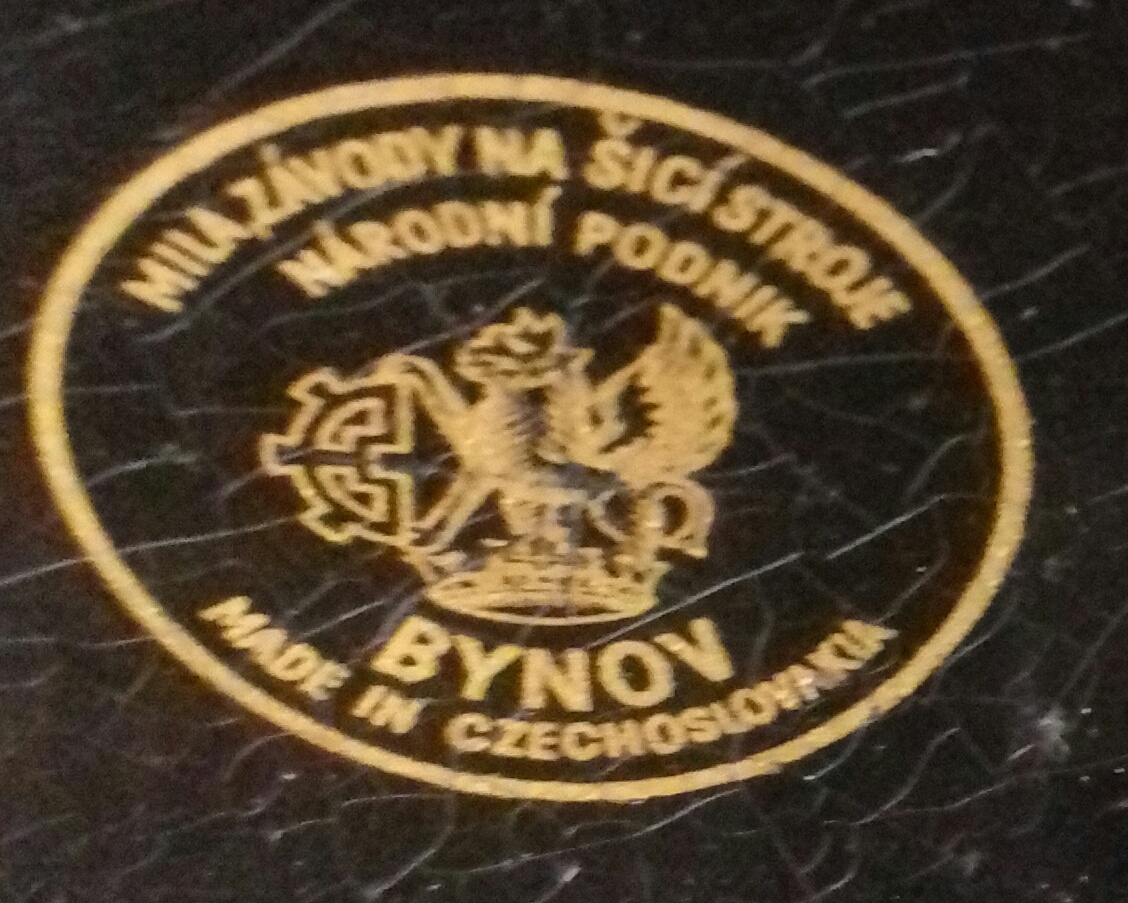 MILA, ZÁVODY NA ŠICÍ STROJE
NÁRODNÍ PODNIK
BYNOV
MADE IN CZECHOSLOVAKIA